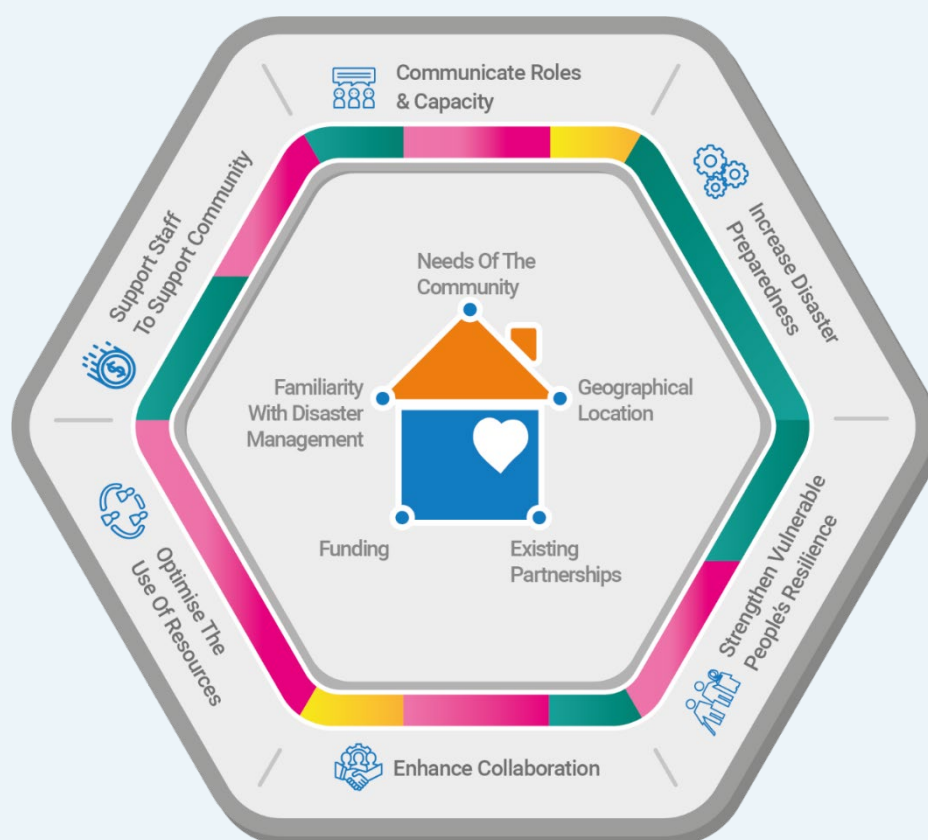 Communicate Roles
& Capacity
Increase Disaster
Preparedness
Strengthen Vulnerable
People's Resilience
Enhance Collaboration
Optimise The
Use Of Resources
Support Staff
To Support Community
Needs Of The
Community
Geographical
Location
Existing
Partnerships
Funding
Familiarity
With Disaster
Management
$